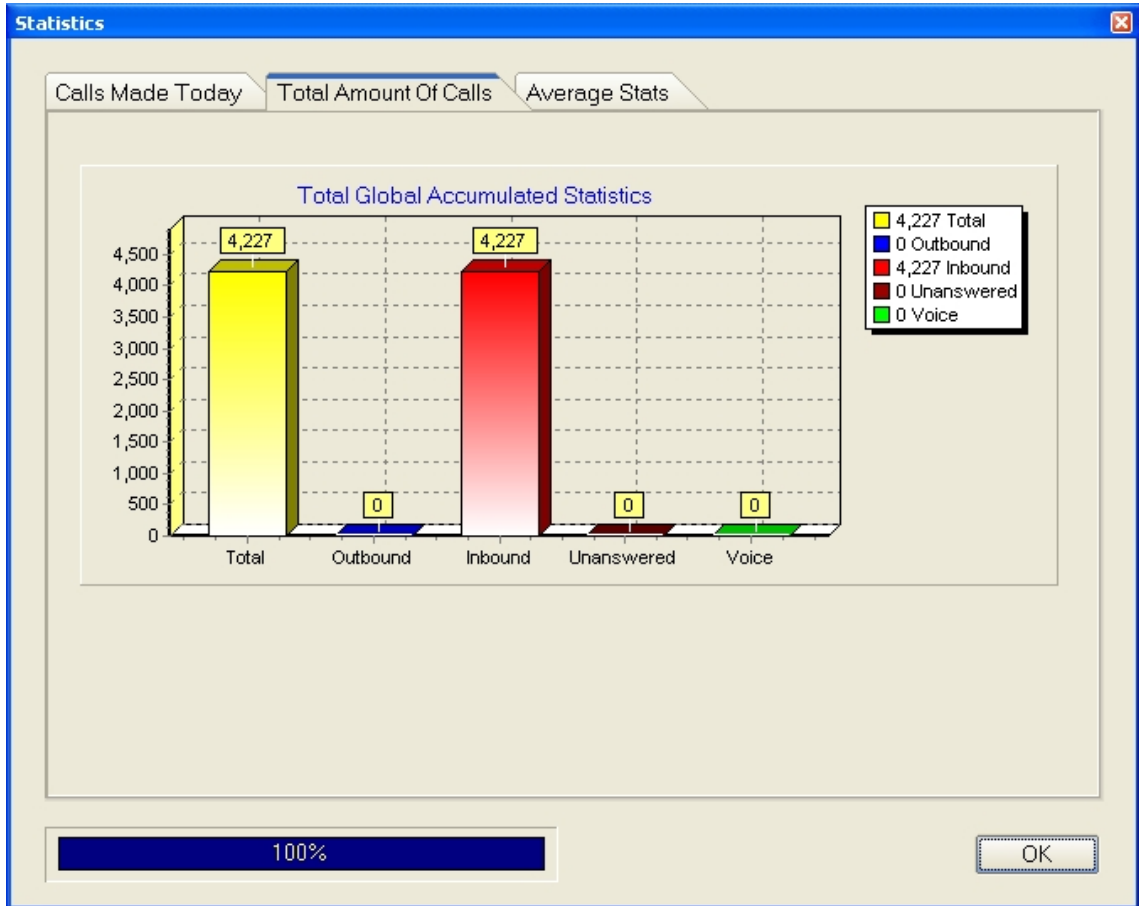 Statistics
Calls Made Today
Total Amount Of Calls
Average Stats
Total Global Accumulated Statistics
4,227
4,227
0
0
0
4,500
4,000
3,500
3,000
2,500
2,000
1,500
1,000
500
0
Total
Outbound
Inbound
Unanswered
Voice
4,227 Total
0 Outbound
4,227 Inbound
0 Unanswered
0 Voice
100%
OK